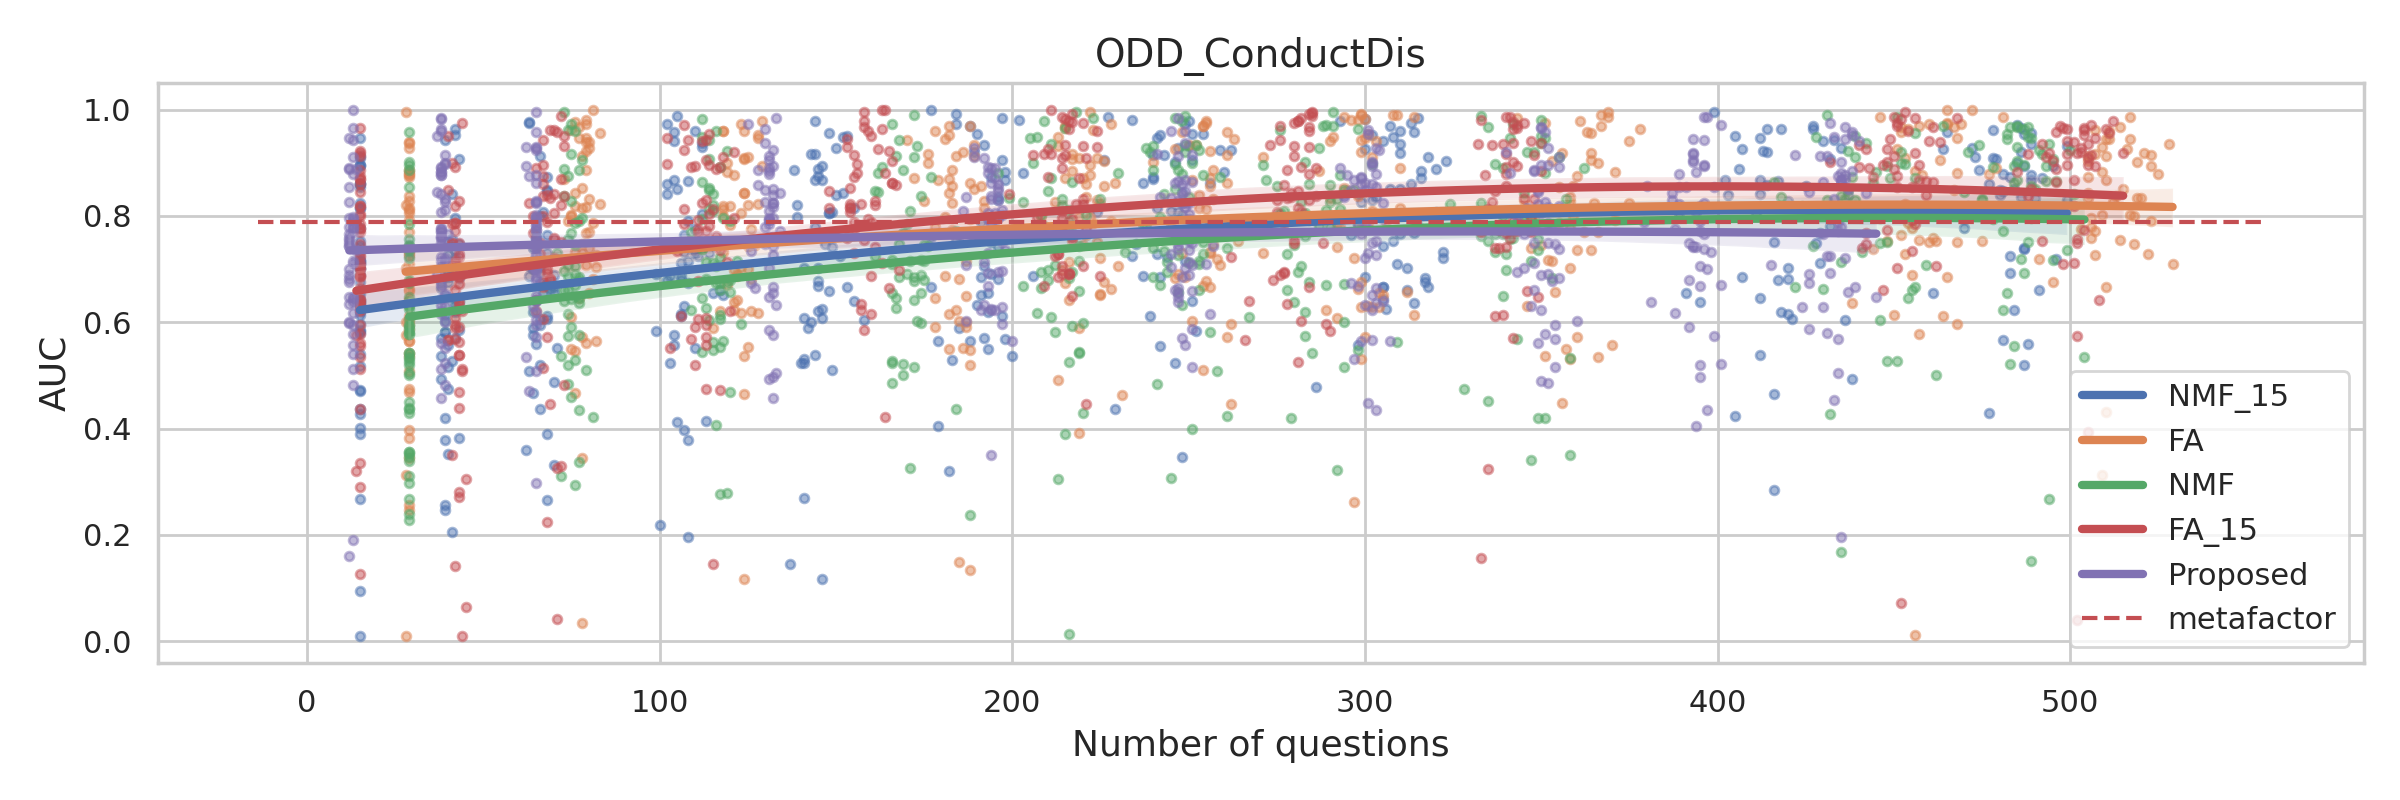 ODD_ConductDis
AUC
1.0
0.8
0.6
0.4
0.2
0.0
0
100
200
300
400
500
Number of questions
NMF_15
FA
NMF
FA_15
Proposed
metafactor